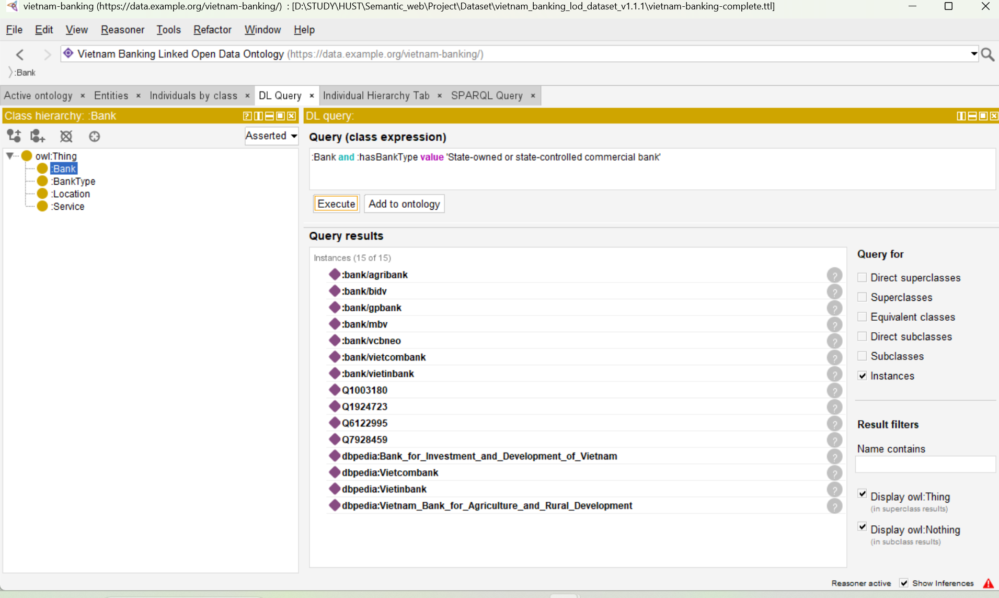 vietnam-banking (https://data.example.org/vietnam-banking/) : [D:\STUDY\HUST\Semantic_web\Project\Dataset\vietnam_banking_lod_dataset_v1.1.1\vietnam-banking-complete.ttl]
File Edit View Reasoner Tools Refactor Window Help
Vietnam Banking Linked Open Data Ontology (https://data.example.org/vietnam-banking/)
:Bank
Active ontology × Entities × Individuals by class × DL Query × Individual Hierarchy Tab × SPARQL Query ×
Class hierarchy: :Bank
Asserted
owl:Thing
:Bank
:BankType
:Location
:Service
DL query:
Query (class expression)
:Bank and :hasBankType value 'State-owned or state-controlled commercial bank'
Execute Add to ontology
Query results
Instances (15 of 15)
:bank/agribank
:bank/bidv
:bank/gpbank
:bank/mbv
:bank/vcbneo
:bank/vietcombank
:bank/vietinbank
Q1003180
Q1924723
Q6122995
Q7928459
dbpedia:Bank_for_Investment_and_Development_of_Vietnam
dbpedia:Vietcombank
dbpedia:Vietinbank
dbpedia:Vietnam_Bank_for_Agriculture_and_Rural_Development
Query for
Direct superclasses
Superclasses
Equivalent classes
Direct subclasses
Subclasses
Instances
Result filters
Name contains
Display owl:Thing
(in superclass results)
Display owl:Nothing
(in subclass results)
Reasoner active Show Inferences